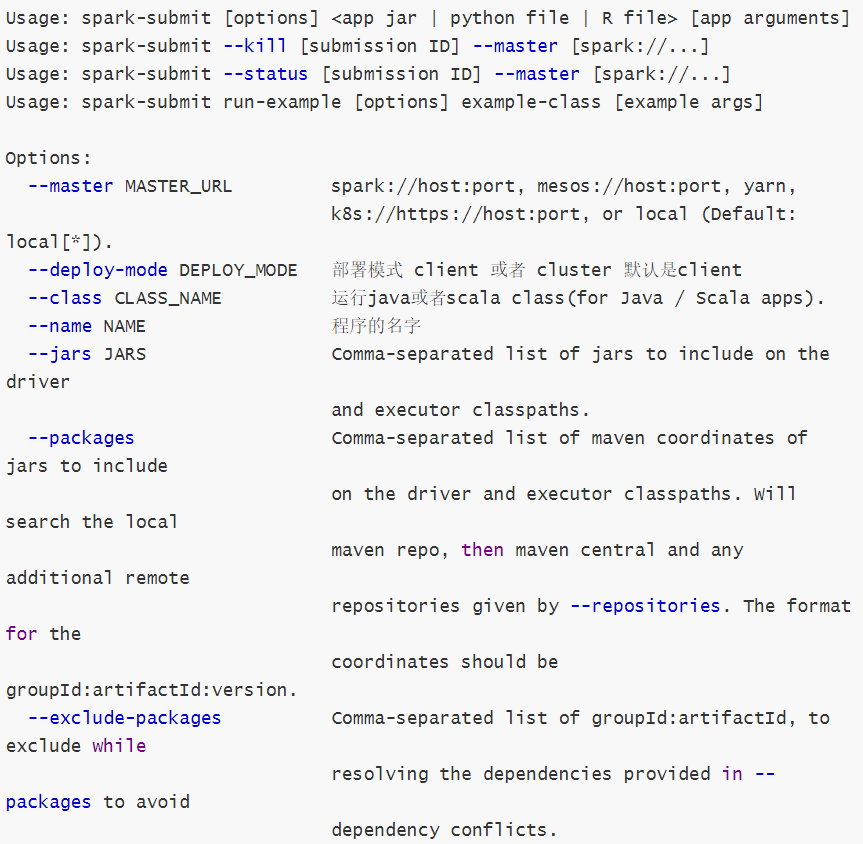 Usage: spark-submit [options] <app jar | python file | R file> [app arguments]
Usage: spark-submit --kill [submission ID] --master [spark://...]
Usage: spark-submit --status [submission ID] --master [spark://...]
Usage: spark-submit run-example [options] example-class [example args]

Options:
  --master MASTER_URL         spark://host:port, mesos://host:port, yarn,
                              k8s://https://host:port, or local (Default:
local[*]).
  --deploy-mode DEPLOY_MODE   部署模式 client 或者 cluster 默认是client
  --class CLASS_NAME          运行java或者scala class(for Java / Scala apps).
  --name NAME                 程序的名字
  --jars JARS                 Comma-separated list of jars to include on the
driver
                              and executor classpaths.
  --packages                  Comma-separated list of maven coordinates of
jars to include
                              on the driver and executor classpaths. Will
search the local
                              maven repo, then maven central and any
additional remote
                              repositories given by --repositories. The format
for the
                              coordinates should be
groupId:artifactId:version.
  --exclude-packages          Comma-separated list of groupId:artifactId, to
exclude while
                              resolving the dependencies provided in --
packages to avoid
                              dependency conflicts.